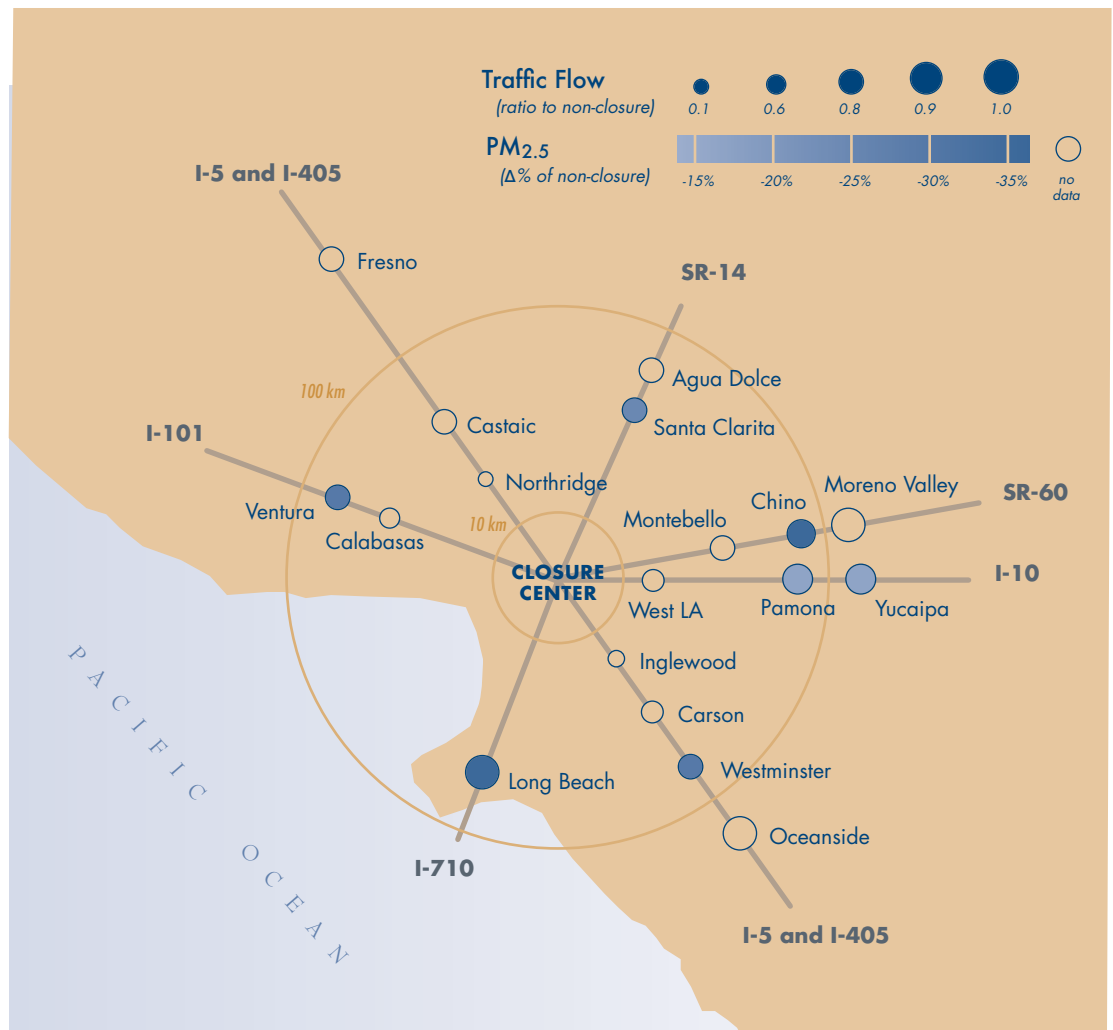 Traffic Flow
(ratio to non-closure)
0.1 0.6 0.8 0.9 1.0
PM2.5
(Δ% of non-closure)
-15% -20% -25% -30% -35%
no
data
I-5 and I-405
Fresno
SR-14
100 km
Agua Dolce
Castaic
Santa Clarita
I-101
Northridge
Moreno Valley
SR-60
Ventura
Chino
10 km
Montebello
Calabasas
CLOSURE
CENTER
I-10
West LA
Pamona
Yucaipa
Inglewood
PACIFIC OCEAN
Carson
Westminster
Long Beach
Oceanside
I-710
I-5 and I-405